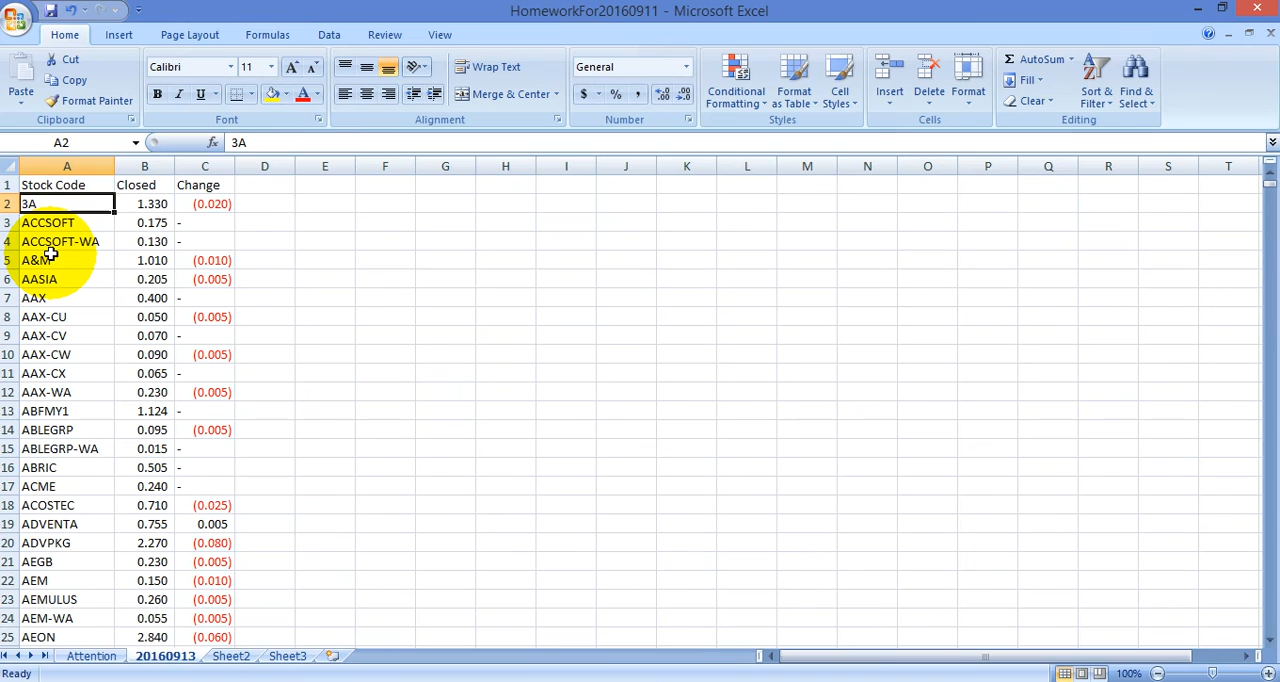 HomeworkFor20160911 - Microsoft Excel
Home Insert Page Layout Formulas Data Review View
Paste Cut Copy Format Painter Clipboard
Calibri 11 B I U Font
Wrap Text Merge & Center Alignment
General $ % , Number
Conditional Formatting Format as Table Cell Styles Styles
Insert Delete Format Cells
Σ AutoSum Fill Clear Sort & Filter Find & Select Editing
A2 fx 3A
A B C D E F G H I J K L M N O P Q R S T
1 Stock Code Closed Change
2 3A 1.330 (0.020)
3 ACCSOFT 0.175 -
4 ACCSOFT-WA 0.130 -
5 A&M 1.010 (0.010)
6 AASIA 0.205 (0.005)
7 AAX 0.400 -
8 AAX-CU 0.050 (0.005)
9 AAX-CV 0.070 -
10 AAX-CW 0.090 (0.005)
11 AAX-CX 0.065 -
12 AAX-WA 0.230 (0.005)
13 ABFMY1 1.124 -
14 ABLEGRP 0.095 (0.005)
15 ABLEGRP-WA 0.015 -
16 ABRIC 0.505 -
17 ACME 0.240 -
18 ACOSTEC 0.710 (0.025)
19 ADVENTA 0.755 0.005
20 ADVPKG 2.270 (0.080)
21 AEGB 0.230 (0.005)
22 AEM 0.150 (0.010)
23 AEMULUS 0.260 (0.005)
24 AEM-WA 0.055 (0.005)
25 AEON 2.840 (0.060)
Attention 20160913 Sheet2 Sheet3
Ready 100%